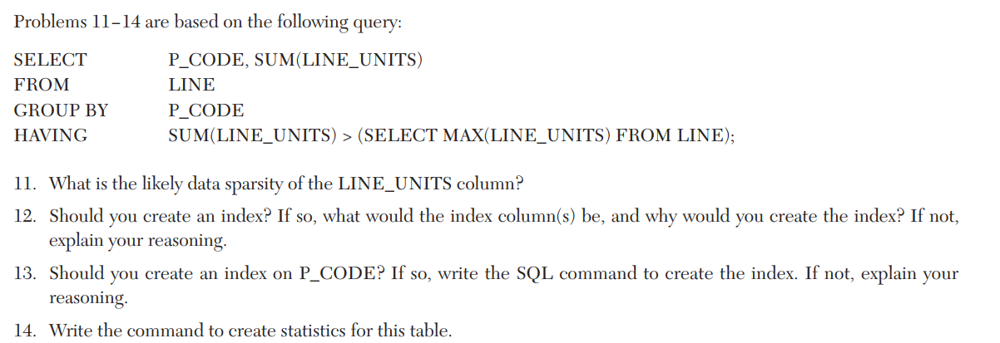 Problems 11–14 are based on the following query:
SELECT P_CODE, SUM(LINE_UNITS)
FROM LINE
GROUP BY P_CODE
HAVING SUM(LINE_UNITS) > (SELECT MAX(LINE_UNITS) FROM LINE);
11. What is the likely data sparsity of the LINE_UNITS column?
12. Should you create an index? If so, what would the index column(s) be, and why would you create the index? If not,
explain your reasoning.
13. Should you create an index on P_CODE? If so, write the SQL command to create the index. If not, explain your
reasoning.
14. Write the command to create statistics for this table.